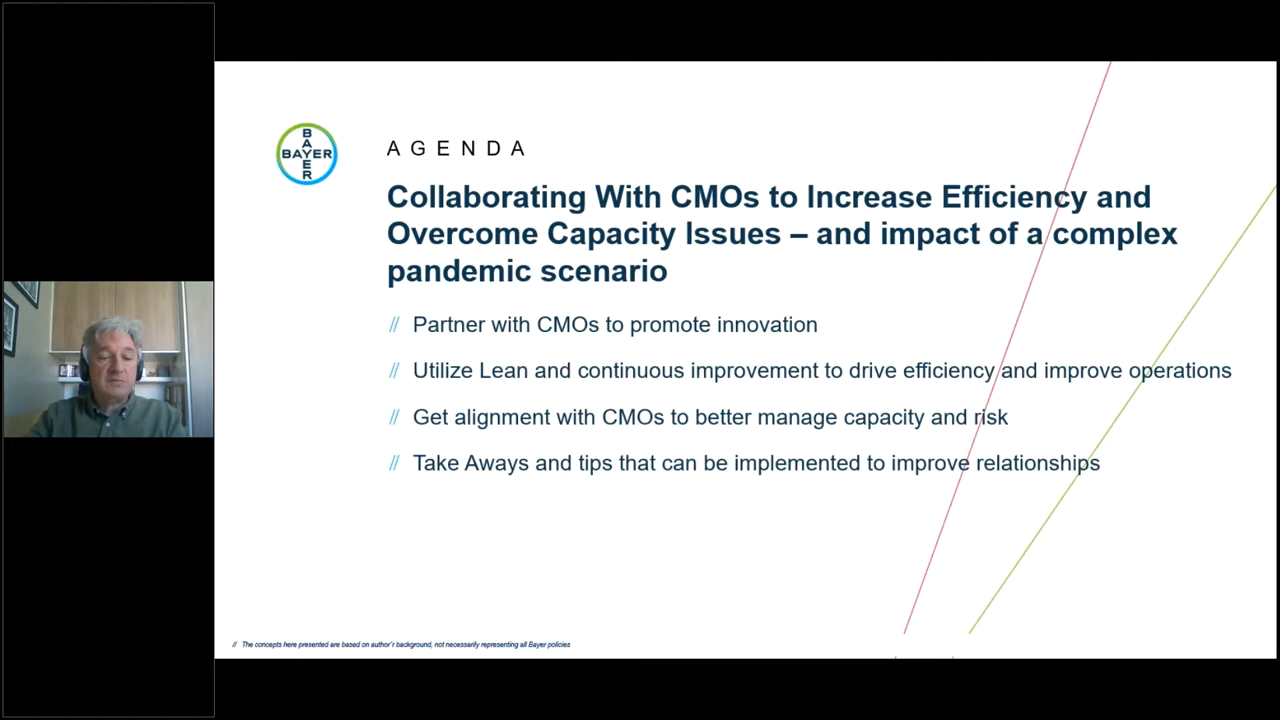 BAYER
BAYER
AGENDA
Collaborating With CMOs to Increase Efficiency and
Overcome Capacity Issues – and impact of a complex
pandemic scenario
// Partner with CMOs to promote innovation
// Utilize Lean and continuous improvement to drive efficiency and improve operations
// Get alignment with CMOs to better manage capacity and risk
// Take Aways and tips that can be implemented to improve relationships
// The concepts here presented are based on author's background, not necessarily representing all Bayer policies